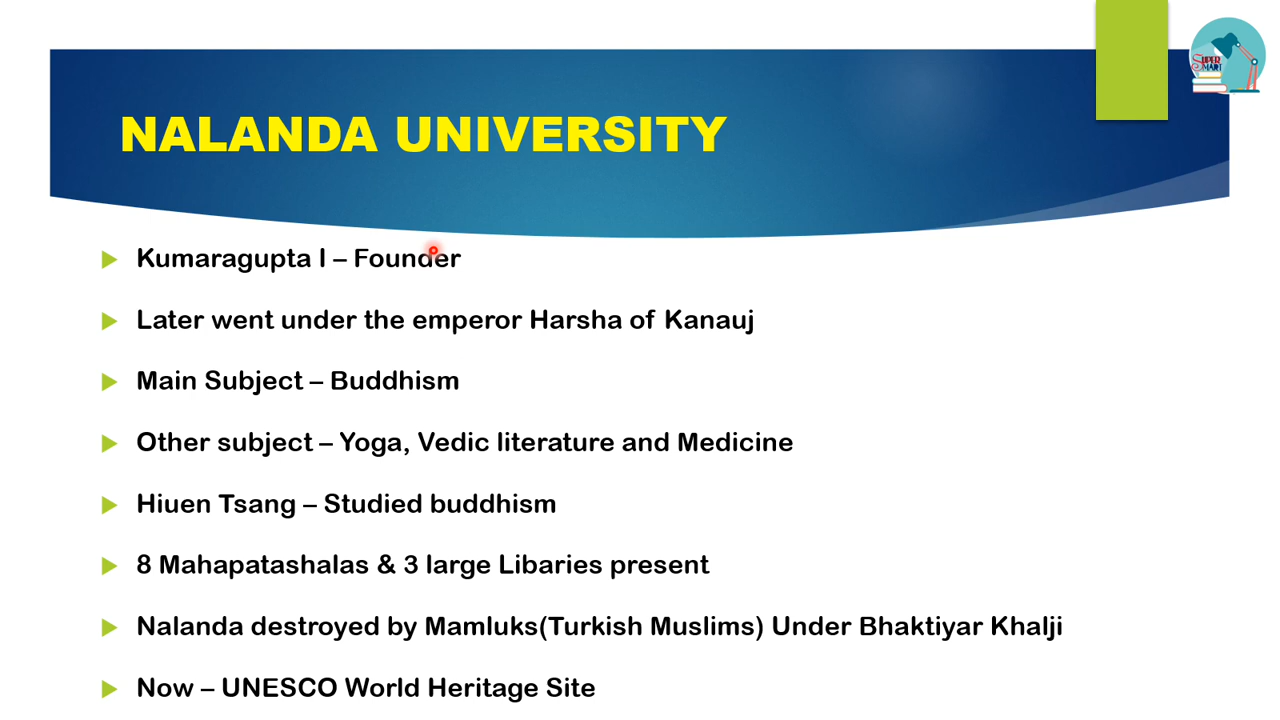 SUPER
SMART
NALANDA UNIVERSITY
Kumaragupta I – Founder
Later went under the emperor Harsha of Kanauj
Main Subject – Buddhism
Other subject – Yoga, Vedic literature and Medicine
Hiuen Tsang – Studied buddhism
8 Mahapatashalas & 3 large Libaries present
Nalanda destroyed by Mamluks(Turkish Muslims) Under Bhaktiyar Khalji
Now – UNESCO World Heritage Site